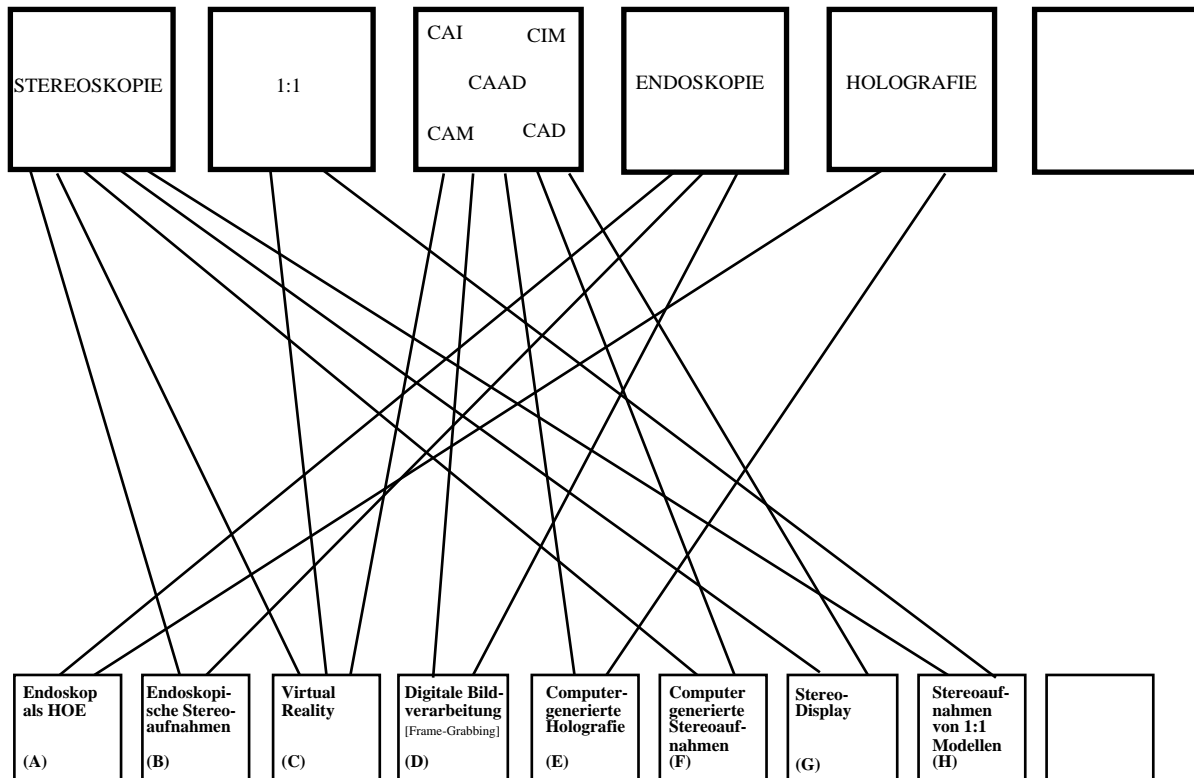 CAI CIM
STEREOSKOPIE 1:1 CAAD ENDOSKOPIE HOLOGRAFIE
CAM CAD
Endoskop
als HOE
(A)
Endoskopi-
sche Stereo-
aufnahmen
(B)
Virtual
Reality
(C)
Digitale Bild-
verarbeitung
[Frame-Grabbing]
(D)
Computer-
generierte
Holografie
(E)
Computer
generierte
Stereoauf-
nahmen
(F)
Stereo-
Display
(G)
Stereoauf-
nahmen
von 1:1
Modellen
(H)